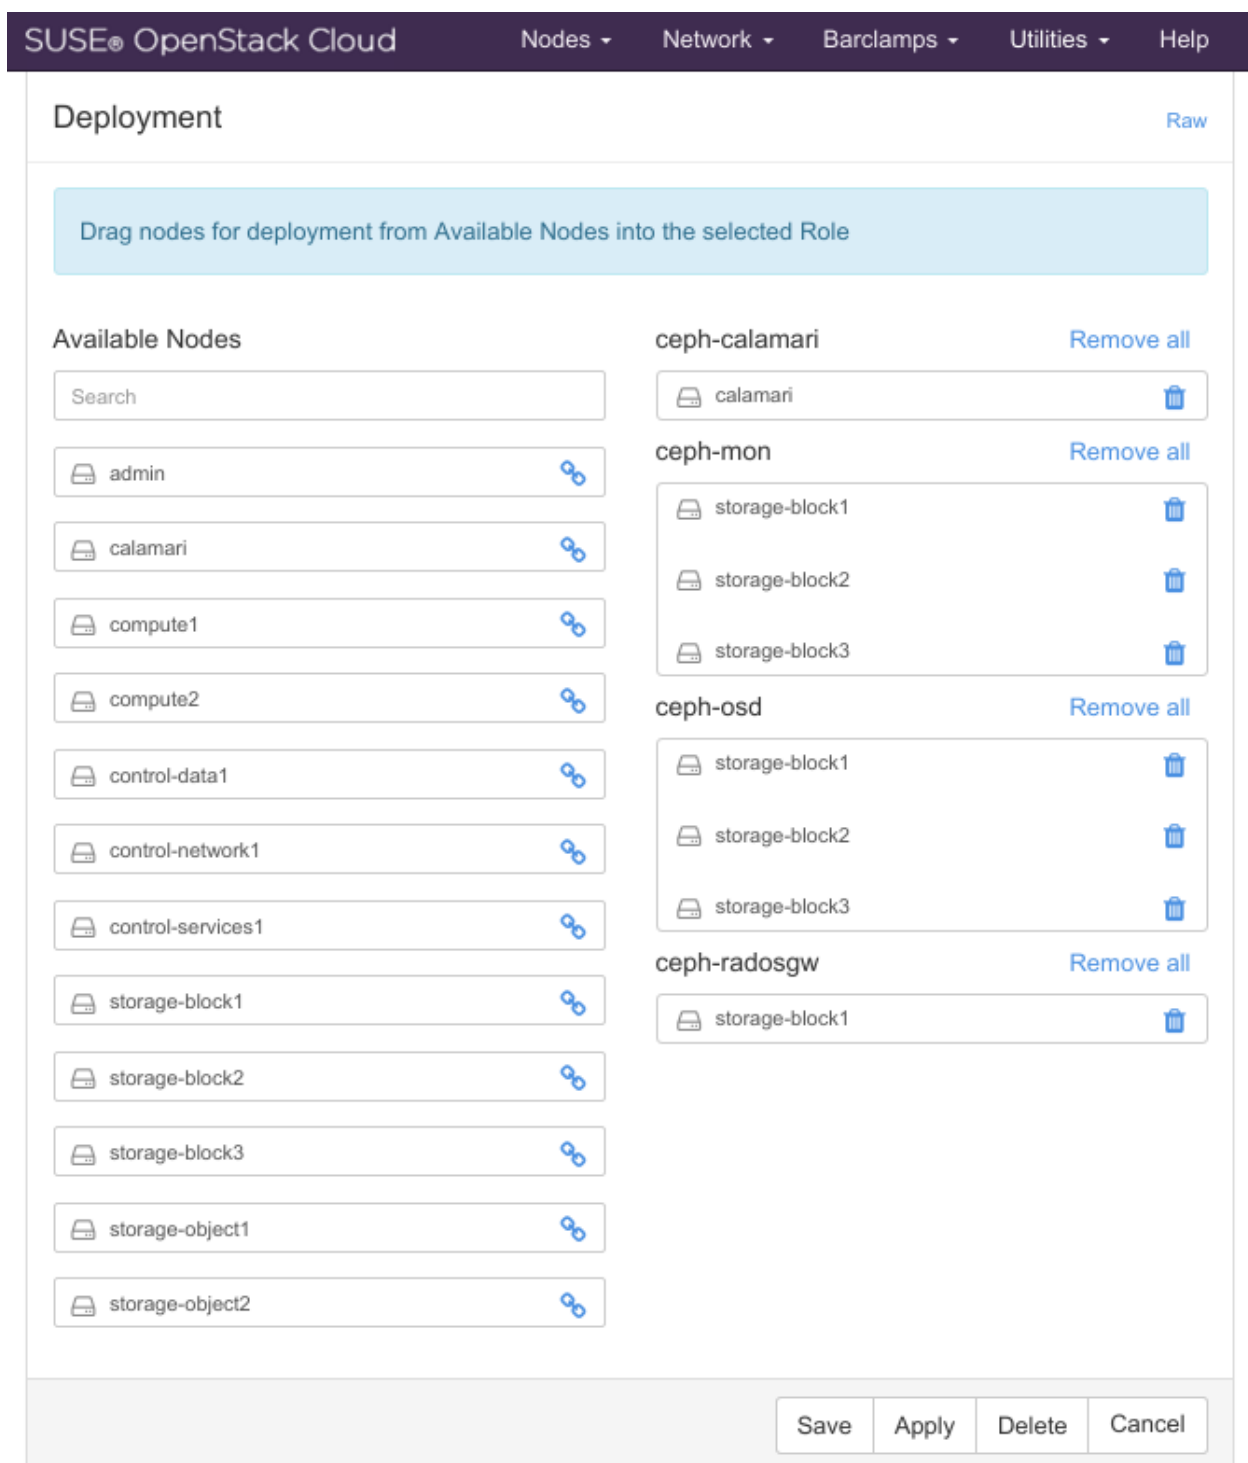 SUSE® OpenStack Cloud Nodes Network Barclamps Utilities Help
Deployment Raw
Drag nodes for deployment from Available Nodes into the selected Role
Available Nodes
Search
admin
calamari
compute1
compute2
control-data1
control-network1
control-services1
storage-block1
storage-block2
storage-block3
storage-object1
storage-object2
ceph-calamari Remove all
calamari
ceph-mon Remove all
storage-block1
storage-block2
storage-block3
ceph-osd Remove all
storage-block1
storage-block2
storage-block3
ceph-radosgw Remove all
storage-block1
Save Apply Delete Cancel